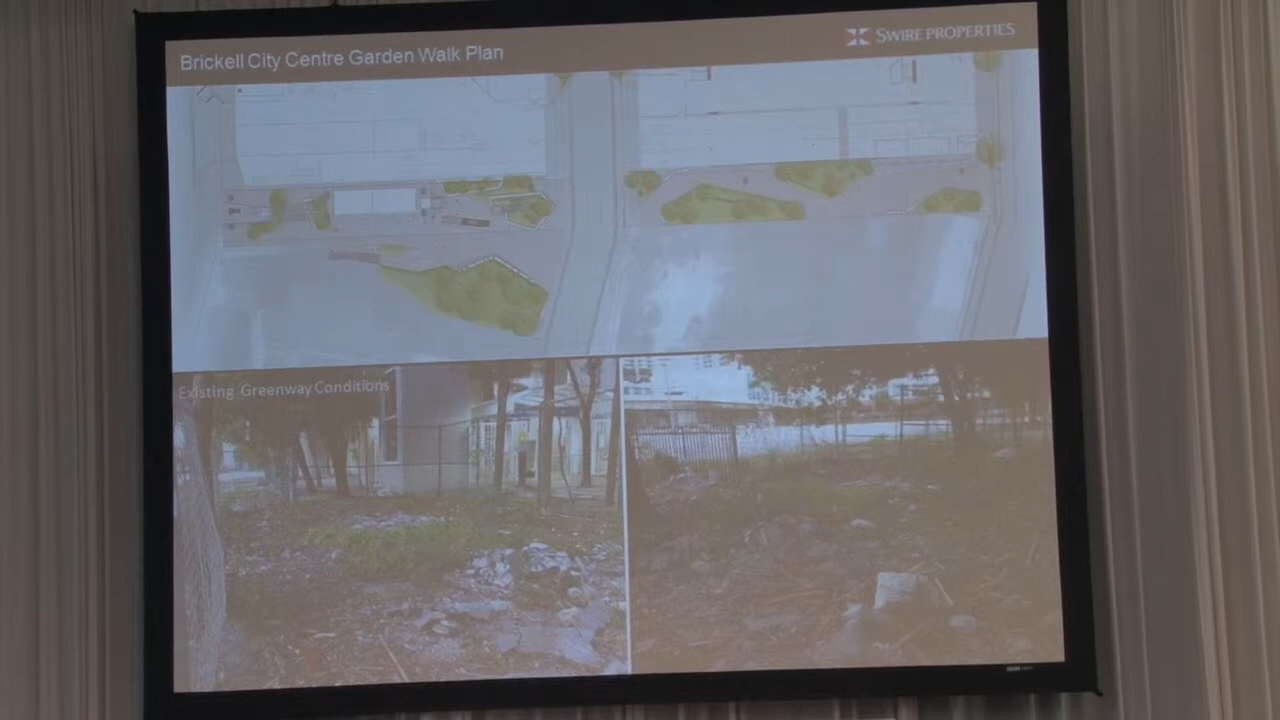 Brickell City Centre Garden Walk Plan
SWIRE PROPERTIES
Existing Greenway Conditions